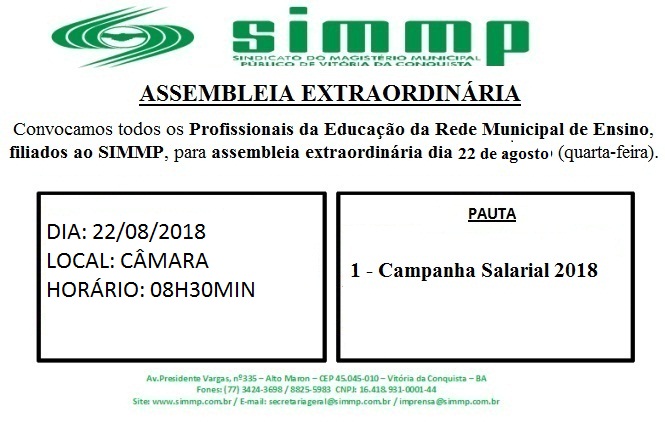 simmp
SINDICATO DO MAGISTÉRIO MUNICIPAL
PÚBLICO DE VITÓRIA DA CONQUISTA
ASSEMBLEIA EXTRAORDINÁRIA
Convocamos todos os Profissionais da Educação da Rede Municipal de Ensino,
filiados ao SIMMP, para assembleia extraordinária dia 22 de agosto (quarta-feira).
DIA: 22/08/2018
LOCAL: CÂMARA
HORÁRIO: 08H30MIN
PAUTA
1 - Campanha Salarial 2018
Av.Presidente Vargas, nº335 – Alto Maron – CEP 45.045-010 – Vitória da Conquista – BA
Fones: (77) 3424-3698 / 8825-5983 CNPJ: 16.418.931-0001-44
Site: www.simmp.com.br / E-mail: secretariageral@simmp.com.br / imprensa@simmp.com.br